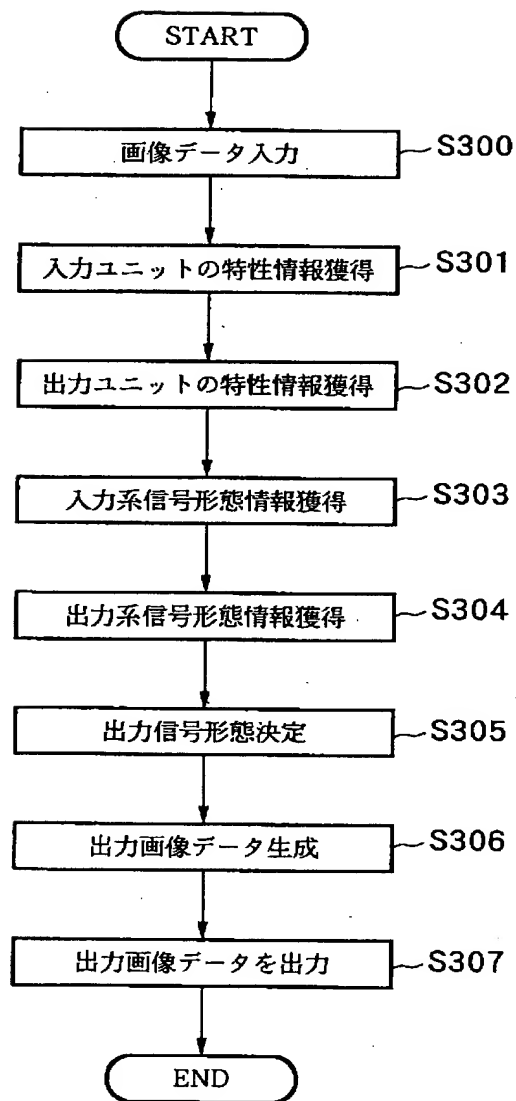 START
画像データ入力 S300
入力ユニットの特性情報獲得 S301
出力ユニットの特性情報獲得 S302
入力系信号形態情報獲得 S303
出力系信号形態情報獲得 S304
出力信号形態決定 S305
出力画像データ生成 S306
出力画像データを出力 S307
END